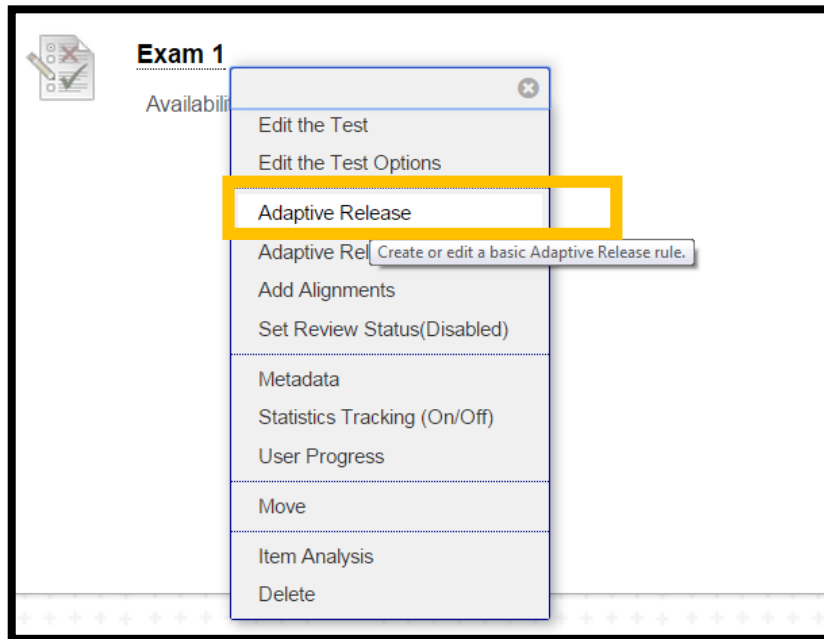 Exam 1
Availabili
Edit the Test
Edit the Test Options
Adaptive Release
Adaptive Rel
Create or edit a basic Adaptive Release rule.
Add Alignments
Set Review Status(Disabled)
Metadata
Statistics Tracking (On/Off)
User Progress
Move
Item Analysis
Delete